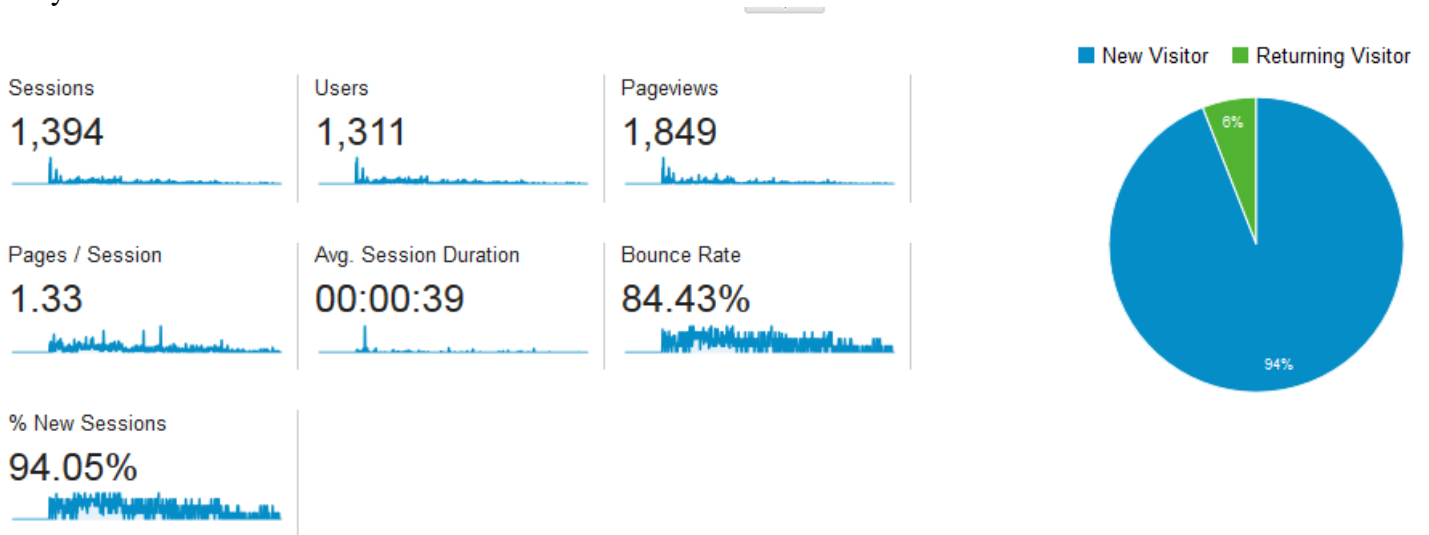 New Visitor Returning Visitor
Sessions
1,394
Users
1,311
Pageviews
1,849
Pages / Session
1.33
Avg. Session Duration
00:00:39
Bounce Rate
84.43%
% New Sessions
94.05%
6%
94%